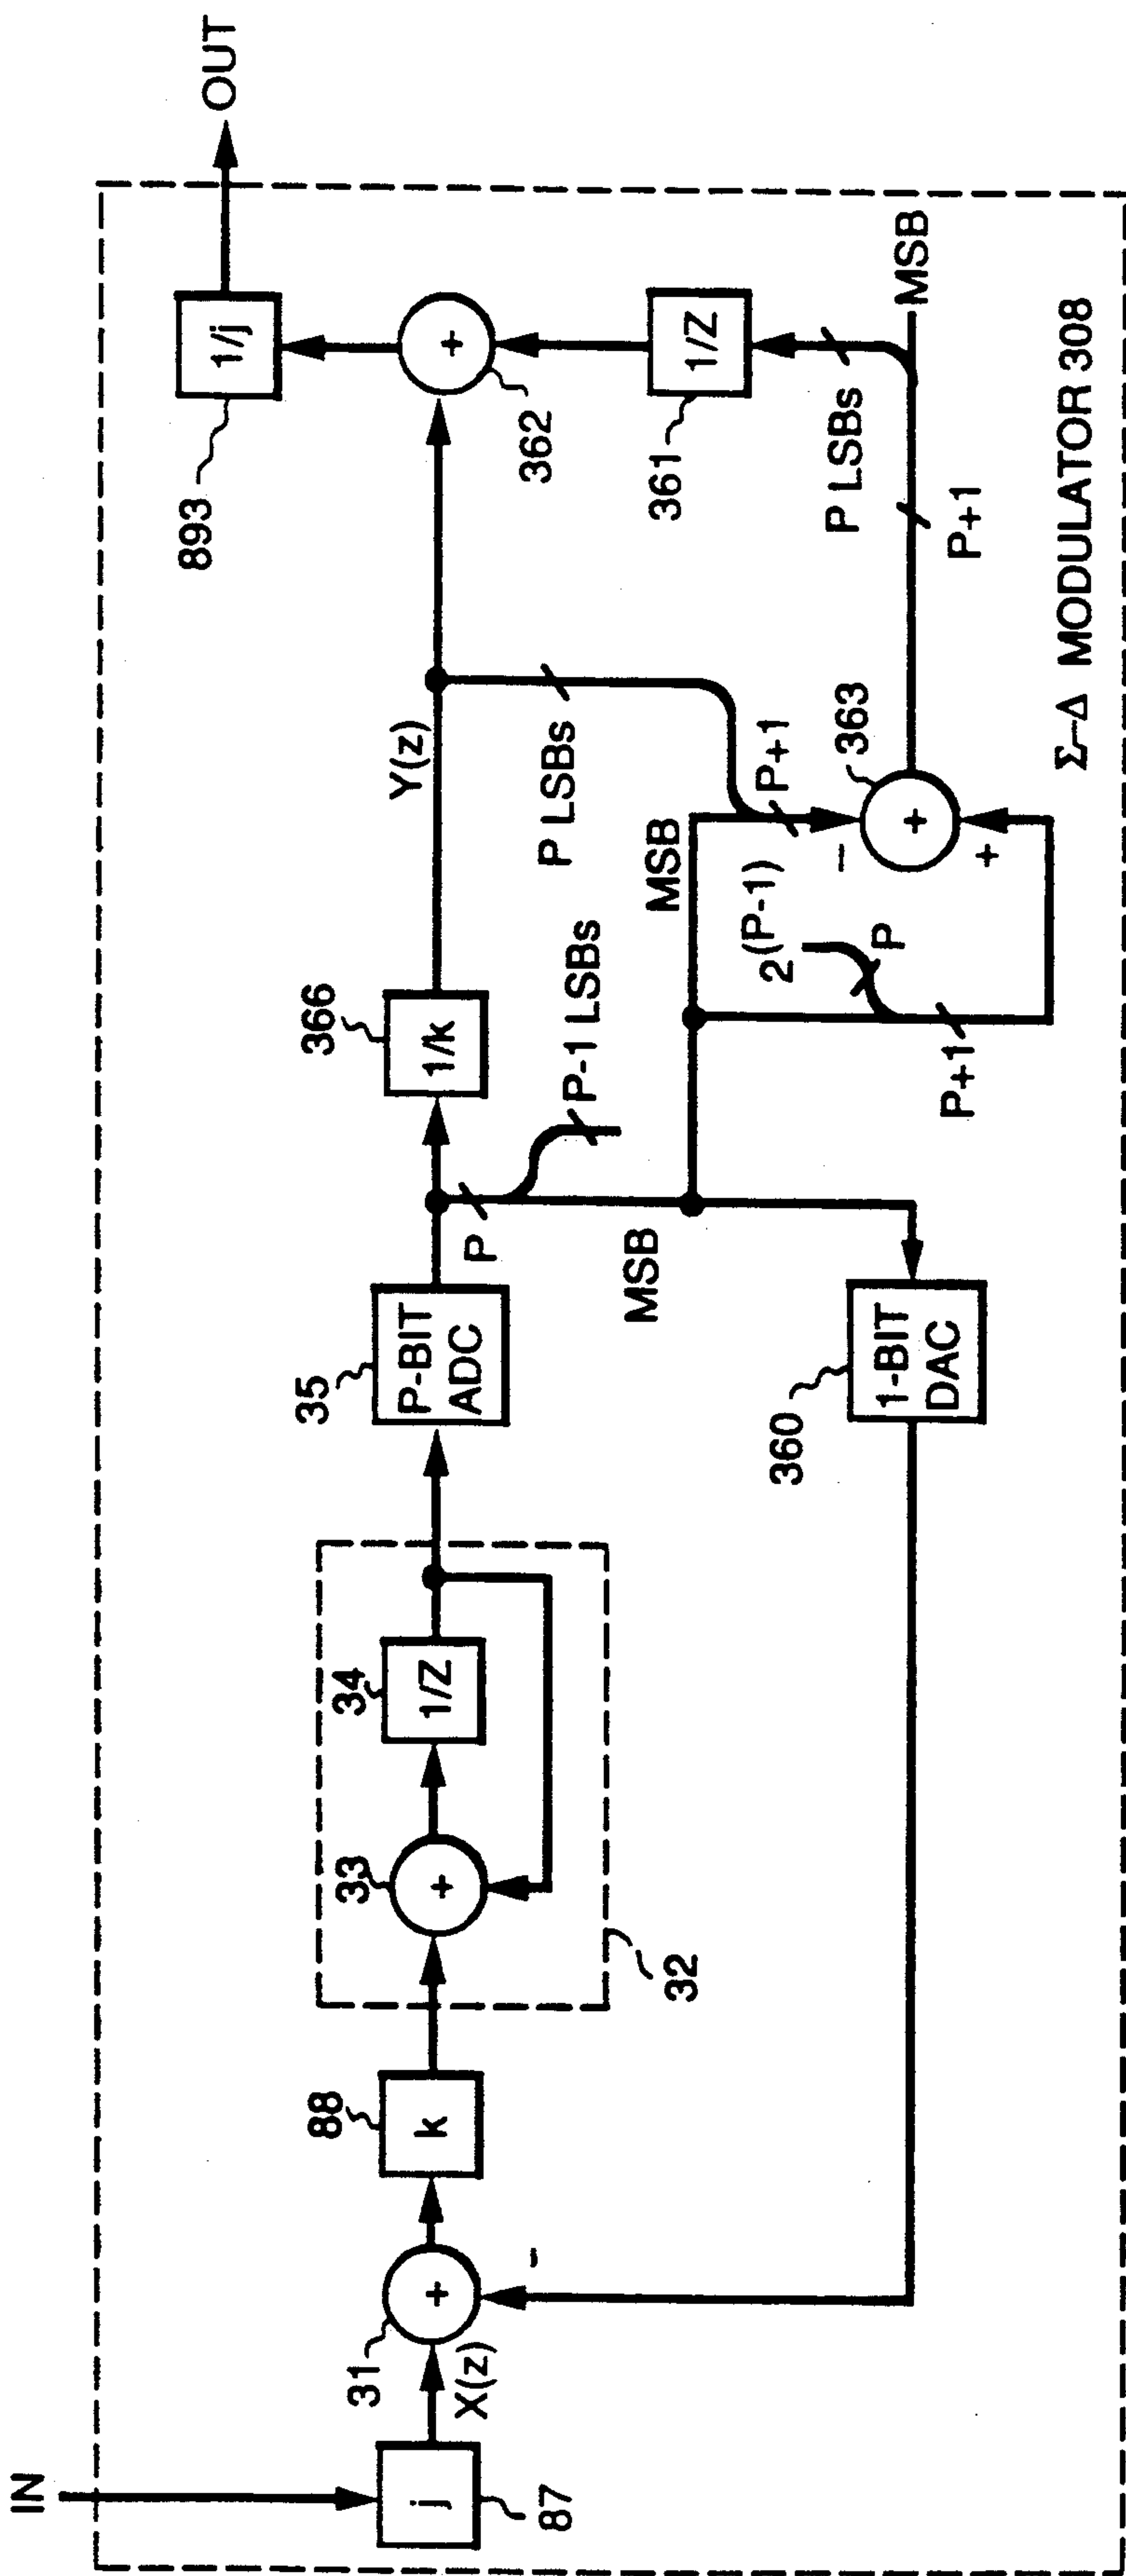 IN
j
87
X(z)
31
+
-
k
88
33
+
34
1/Z
32
35
P-BIT
ADC
P
P-1 LSBs
MSB
360
1-BIT
DAC
366
1/k
Y(z)
P LSBs
MSB
P+1
2(P-1)
P
P+1
-
+
+
363
P+1
P LSBs
MSB
361
1/Z
362
+
893
1/j
OUT
Σ-Δ MODULATOR 308